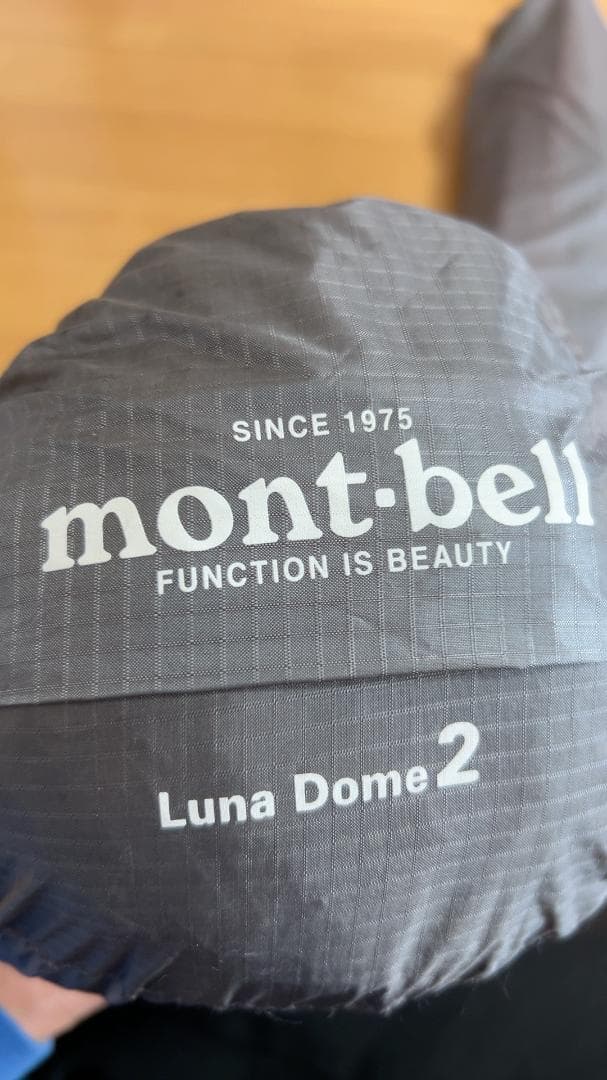 SINCE 1975
mont·bell
FUNCTION IS BEAUTY
Luna Dome 2